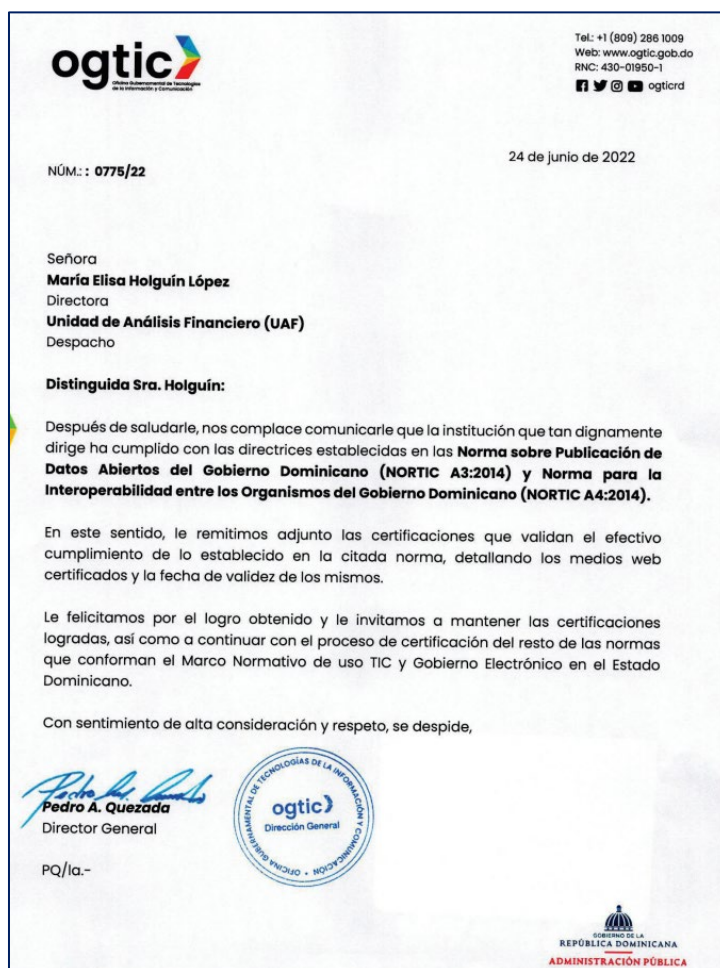 ogtic
Oficina Gubernamental de Tecnologías
de la Información y Comunicación
Tel.: +1 (809) 286 1009
Web: www.ogtic.gob.do
RNC: 430-01950-1
ogticrd
24 de junio de 2022
NÚM.: : 0775/22
Señora
María Elisa Holguín López
Directora
Unidad de Análisis Financiero (UAF)
Despacho
Distinguida Sra. Holguín:
Después de saludarle, nos complace comunicarle que la institución que tan dignamente
dirige ha cumplido con las directrices establecidas en las Norma sobre Publicación de
Datos Abiertos del Gobierno Dominicano (NORTIC A3:2014) y Norma para la
Interoperabilidad entre los Organismos del Gobierno Dominicano (NORTIC A4:2014).
En este sentido, le remitimos adjunto las certificaciones que validan el efectivo
cumplimiento de lo establecido en la citada norma, detallando los medios web
certificados y la fecha de validez de los mismos.
Le felicitamos por el logro obtenido y le invitamos a mantener las certificaciones
logradas, así como a continuar con el proceso de certificación del resto de las normas
que conforman el Marco Normativo de uso TIC y Gobierno Electrónico en el Estado
Dominicano.
Con sentimiento de alta consideración y respeto, se despide,
Pedro A. Quezada
Director General
OFICINA GUBERNAMENTAL DE TECNOLOGÍAS DE LA INFORMACIÓN Y COMUNICACIÓN
ogtic
Dirección General
PQ/la.-
GOBIERNO DE LA
REPÚBLICA DOMINICANA
ADMINISTRACIÓN PÚBLICA